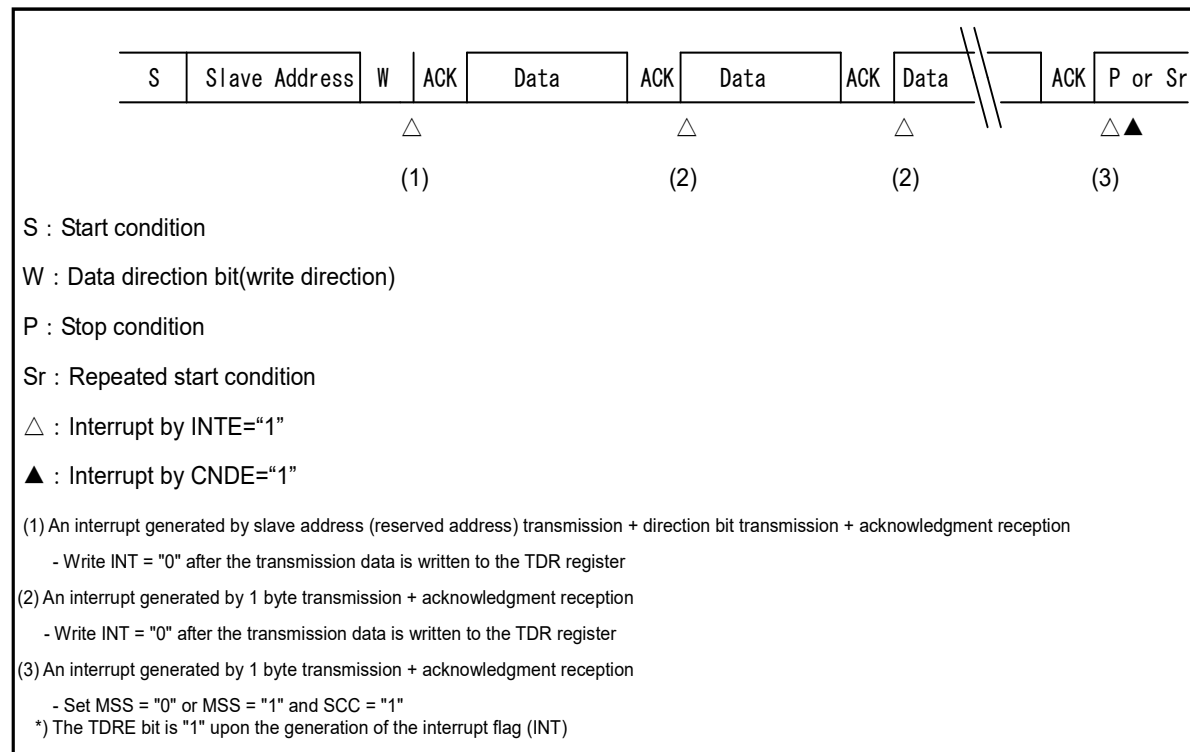 S Slave Address W ACK Data ACK Data ACK Data ACK P or Sr
△ △ △ △▲
(1) (2) (2) (3)
S : Start condition
W : Data direction bit(write direction)
P : Stop condition
Sr : Repeated start condition
△ : Interrupt by INTE=“1”
▲ : Interrupt by CNDE=“1”
(1) An interrupt generated by slave address (reserved address) transmission + direction bit transmission + acknowledgment reception
- Write INT = "0" after the transmission data is written to the TDR register
(2) An interrupt generated by 1 byte transmission + acknowledgment reception
- Write INT = "0" after the transmission data is written to the TDR register
(3) An interrupt generated by 1 byte transmission + acknowledgment reception
- Set MSS = "0" or MSS = "1" and SCC = "1"
*) The TDRE bit is "1" upon the generation of the interrupt flag (INT)